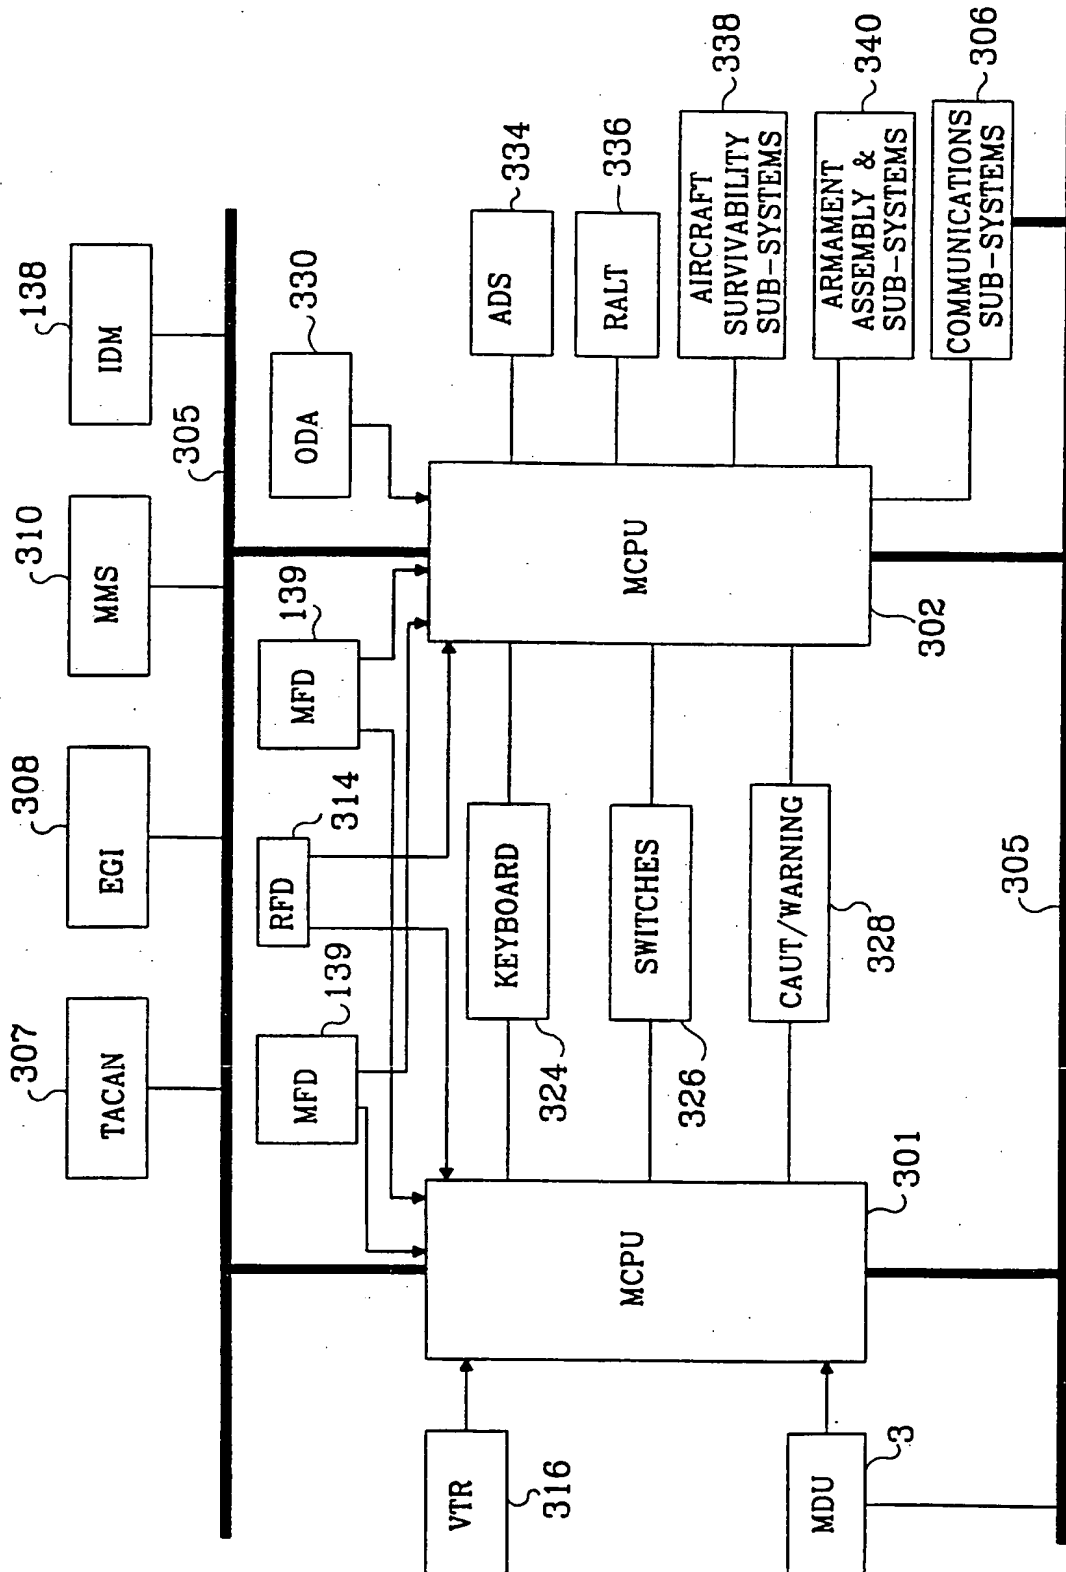 307
TACAN
308
EGI
310
MMS
138
IDM
305
139
MFD
314
RFD
139
MFD
330
ODA
VTR
316
MDU
3
MCPU
301
KEYBOARD
324
SWITCHES
326
CAUT/WARNING
328
MCPU
302
ADS
334
RALT
336
AIRCRAFT
SURVIVABILITY
SUB-SYSTEMS
338
ARMAMENT
ASSEMBLY &
SUB-SYSTEMS
340
COMMUNICATIONS
SUB-SYSTEMS
306
305